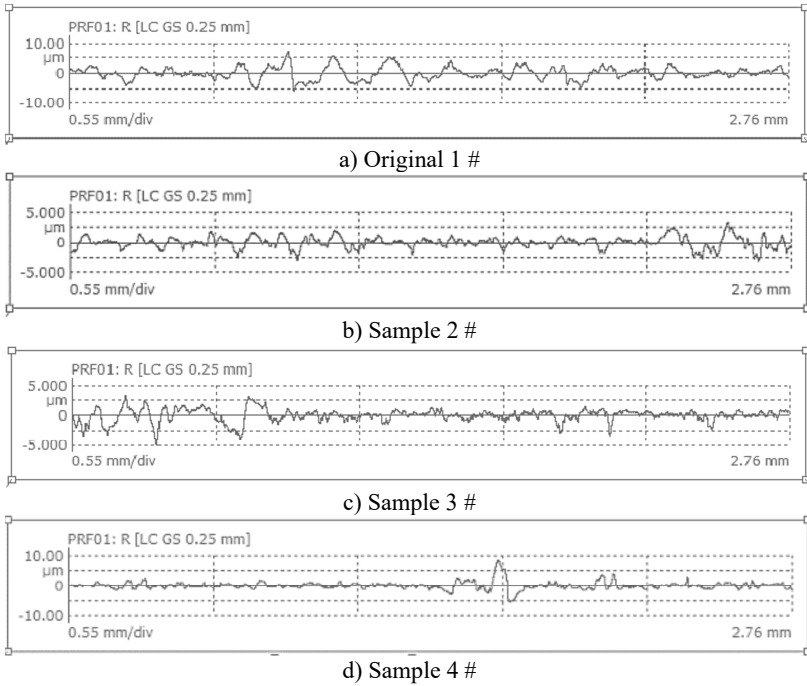 PRF01: R [LC GS 0.25 mm]
10.00
µm
0
-10.00
0.55 mm/div 2.76 mm
a) Original 1 #
PRF01: R [LC GS 0.25 mm]
5.000
µm
0
-5.000
0.55 mm/div 2.76 mm
b) Sample 2 #
PRF01: R [LC GS 0.25 mm]
5.000
µm
0
-5.000
0.55 mm/div 2.76 mm
c) Sample 3 #
PRF01: R [LC GS 0.25 mm]
10.00
µm
0
-10.00
0.55 mm/div 2.76 mm
d) Sample 4 #